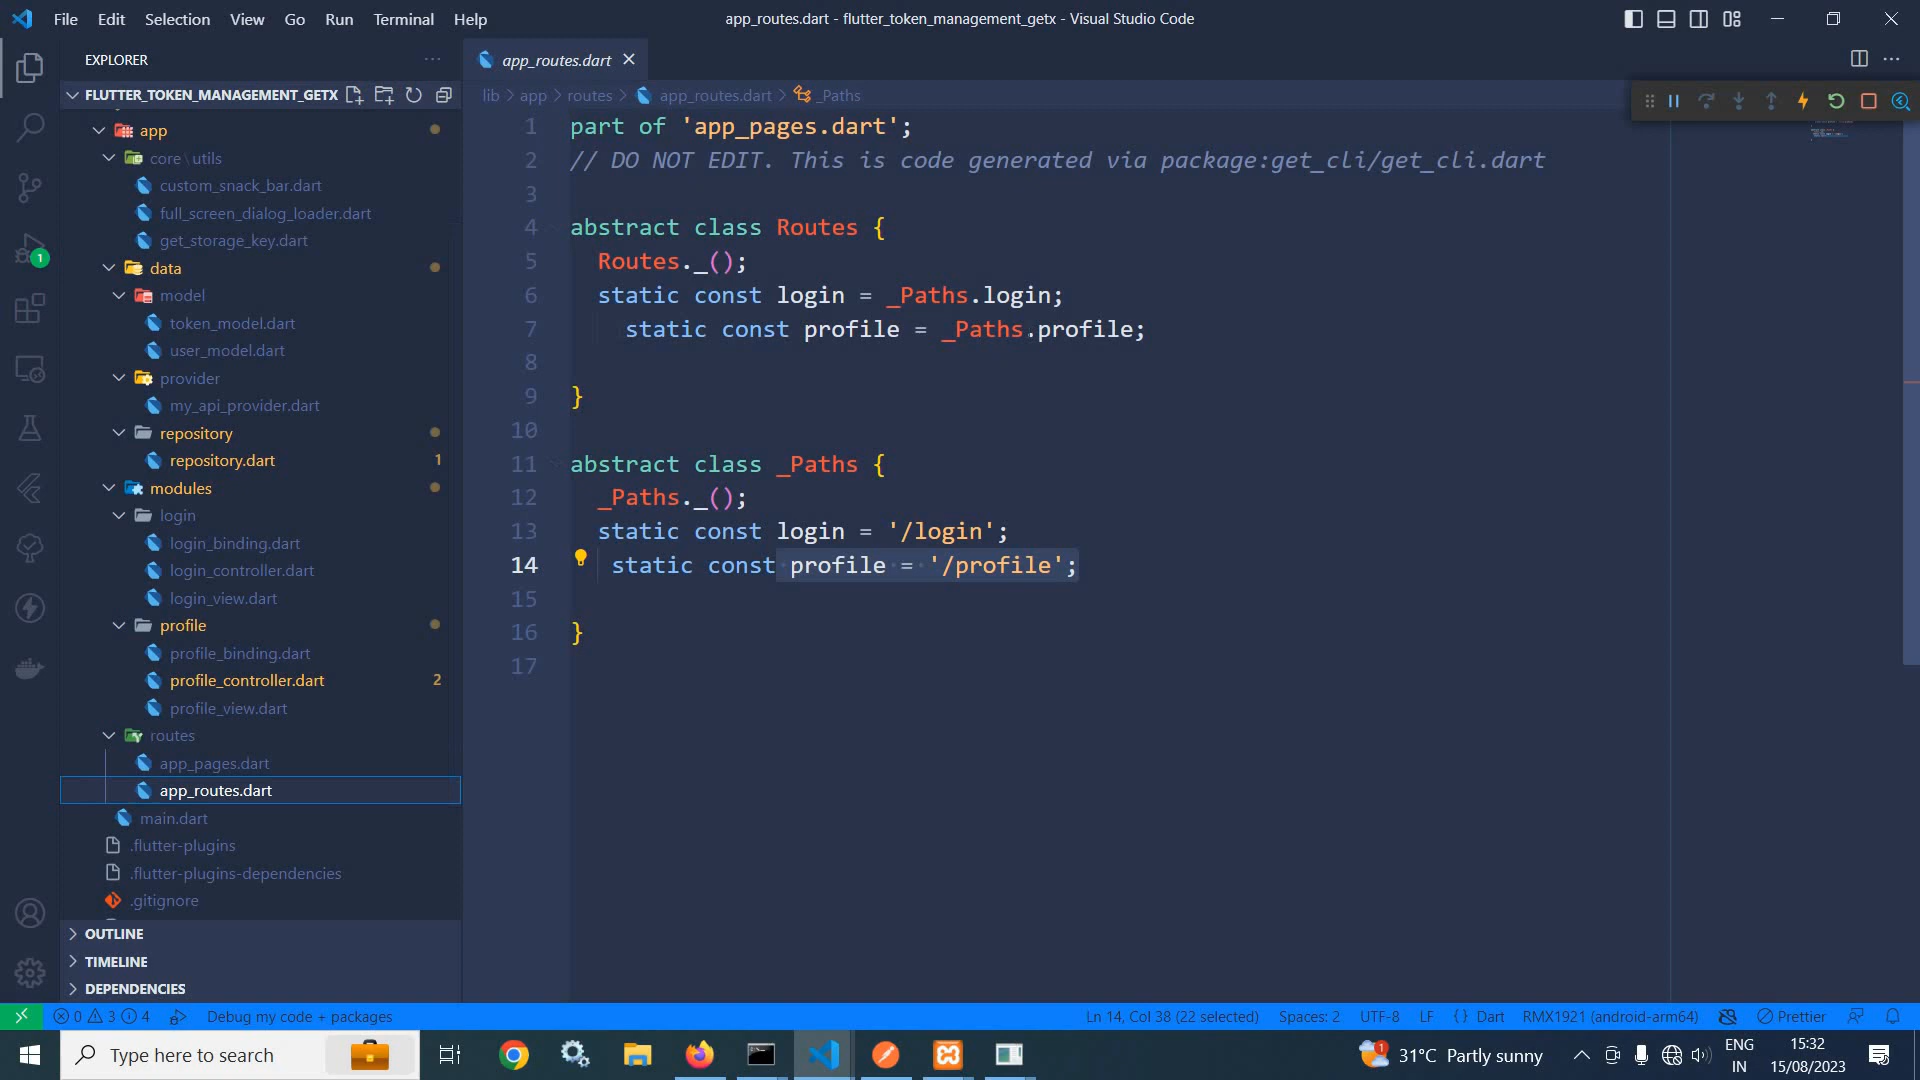 File Edit Selection View Go Run Terminal Help
app_routes.dart - flutter_token_management_getx - Visual Studio Code
EXPLORER
FLUTTER_TOKEN_MANAGEMENT_GETX
app
core\utils
custom_snack_bar.dart
full_screen_dialog_loader.dart
get_storage_key.dart
data
model
token_model.dart
user_model.dart
provider
my_api_provider.dart
repository
repository.dart 1
modules
login
login_binding.dart
login_controller.dart
login_view.dart
profile
profile_binding.dart
profile_controller.dart 2
profile_view.dart
routes
app_pages.dart
app_routes.dart
main.dart
.flutter-plugins
.flutter-plugins-dependencies
.gitignore
OUTLINE
TIMELINE
DEPENDENCIES
1
app_routes.dart
lib > app > routes > app_routes.dart > _Paths
1 part of 'app_pages.dart';
2 // DO NOT EDIT. This is code generated via package:get_cli/get_cli.dart
3
4 abstract class Routes {
5 Routes._();
6 static const login = _Paths.login;
7 static const profile = _Paths.profile;
8
9 }
10
11 abstract class _Paths {
12 _Paths._();
13 static const login = '/login';
14 static const profile = '/profile';
15
16 }
17
0 3 4 Debug my code + packages
Ln 14, Col 38 (22 selected) Spaces: 2 UTF-8 LF {} Dart RMX1921 (android-arm64) Prettier
Type here to search
1
31°C Partly sunny
ENG
IN
15:32
15/08/2023